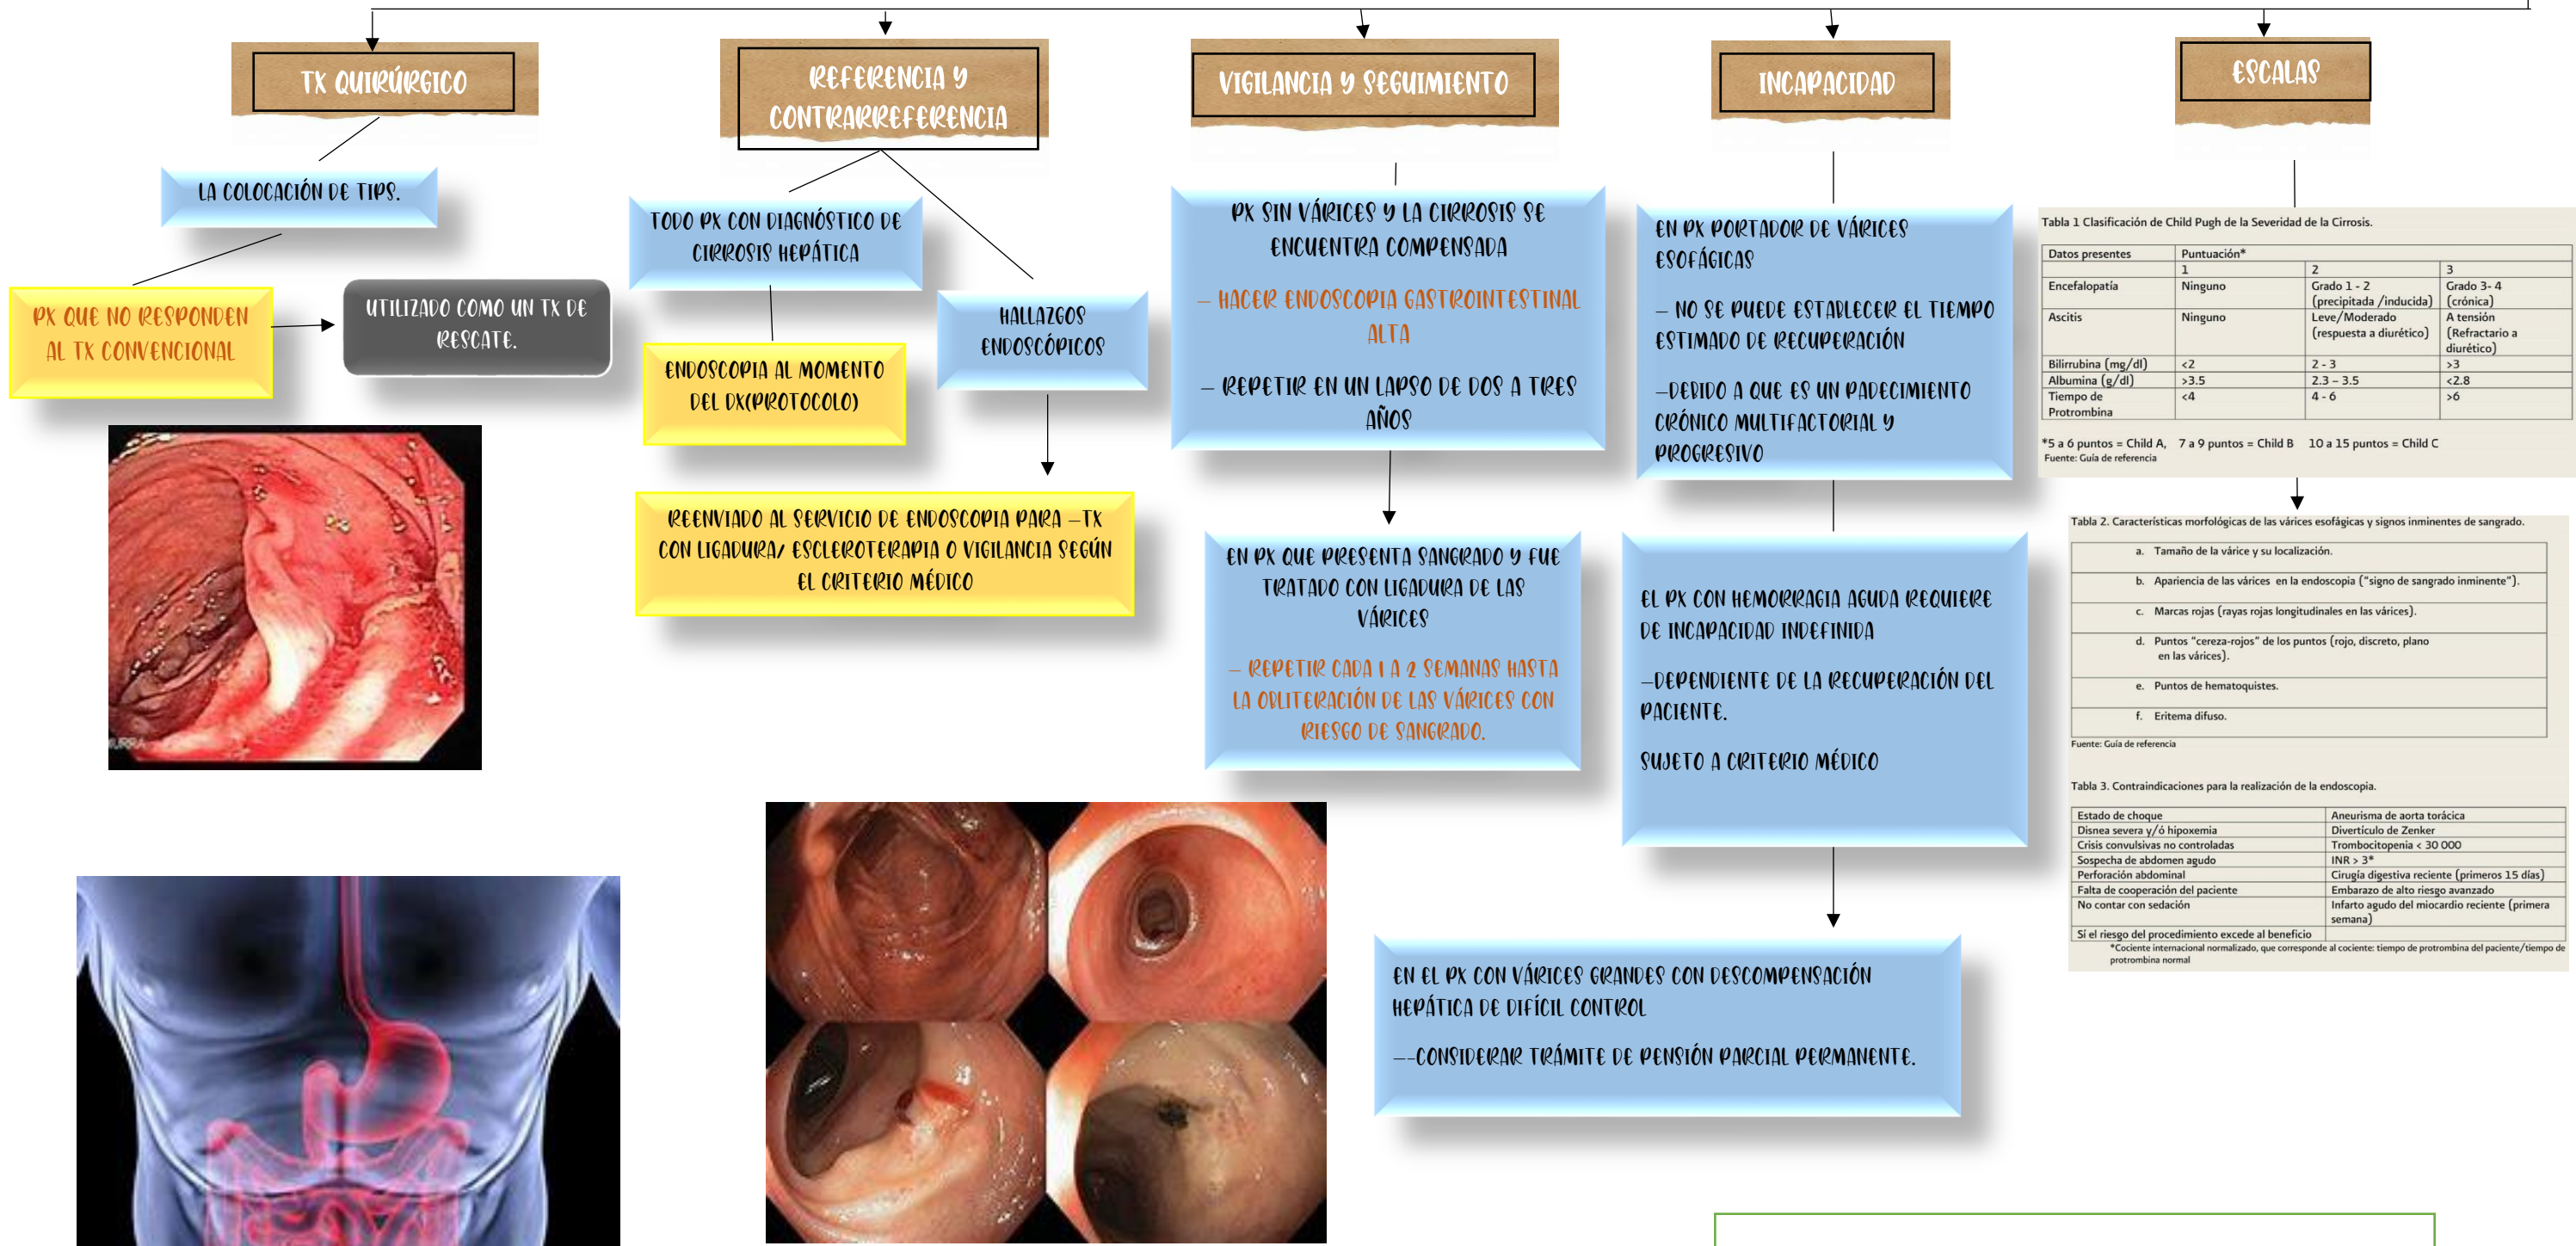 TX QUIRÚRGICO
LA COLOCACIÓN DE TIPS.
PX QUE NO RESPONDEN
AL TX CONVENCIONAL
UTILIZADO COMO UN TX DE
RESCATE.
REFERENCIA Y
CONTRARREFERENCIA
TODO PX CON DIAGNÓSTICO DE
CIRROSIS HEPÁTICA
ENDOSCOPIA AL MOMENTO
DEL DX(PROTOCOLO)
HALLAZGOS
ENDOSCÓPICOS
REENVIADO AL SERVICIO DE ENDOSCOPIA PARA –TX
CON LIGADURA/ ESCLEROTERAPIA O VIGILANCIA SEGÚN
EL CRITERIO MÉDICO
VIGILANCIA Y SEGUIMIENTO
PX SIN VÁRICES Y LA CIRROSIS SE
ENCUENTRA COMPENSADA
– HACER ENDOSCOPIA GASTROINTESTINAL
ALTA
– REPETIR EN UN LAPSO DE DOS A TRES
AÑOS
EN PX QUE PRESENTA SANGRADO Y FUE
TRATADO CON LIGADURA DE LAS
VÁRICES
– REPETIR CADA 1 A 2 SEMANAS HASTA
LA OBLITERACIÓN DE LAS VÁRICES CON
RIESGO DE SANGRADO.
INCAPACIDAD
EN PX PORTADOR DE VÁRICES
ESOFÁGICAS
– NO SE PUEDE ESTABLECER EL TIEMPO
ESTIMADO DE RECUPERACIÓN
–DEBIDO A QUE ES UN PADECIMIENTO
CRÓNICO MULTIFACTORIAL Y
PROGRESIVO
EL PX CON HEMORRAGIA AGUDA REQUIERE
DE INCAPACIDAD INDEFINIDA
–DEPENDIENTE DE LA RECUPERACIÓN DEL
PACIENTE.
SUJETO A CRITERIO MÉDICO
EN EL PX CON VÁRICES GRANDES CON DESCOMPENSACIÓN
HEPÁTICA DE DIFÍCIL CONTROL
--CONSIDERAR TRÁMITE DE PENSIÓN PARCIAL PERMANENTE.
ESCALAS
Tabla 1 Clasificación de Child Pugh de la Severidad de la Cirrosis.
Datos presentes Puntuación*
1 2 3
Encefalopatía Ninguno Grado 1 - 2 Grado 3- 4
(precipitada /inducida) (crónica)
Ascitis Ninguno Leve/Moderado A tensión
(respuesta a diurético) (Refractario a
diurético)
Bilirrubina (mg/dl) <2 2 - 3 >3
Albumina (g/dl) >3.5 2.3 – 3.5 <2.8
Tiempo de <4 4 - 6 >6
Protrombina
*5 a 6 puntos = Child A, 7 a 9 puntos = Child B 10 a 15 puntos = Child C
Fuente: Guía de referencia
Tabla 2. Características morfológicas de las várices esofágicas y signos inminentes de sangrado.
a. Tamaño de la várice y su localización.
b. Apariencia de las várices en la endoscopia ("signo de sangrado inminente").
c. Marcas rojas (rayas rojas longitudinales en las várices).
d. Puntos "cereza-rojos" de los puntos (rojo, discreto, plano
en las várices).
e. Puntos de hematoquistes.
f. Eritema difuso.
Fuente: Guía de referencia
Tabla 3. Contraindicaciones para la realización de la endoscopia.
Estado de choque Aneurisma de aorta torácica
Disnea severa y/ó hipoxemia Divertículo de Zenker
Crisis convulsivas no controladas Trombocitopenia < 30 000
Sospecha de abdomen agudo INR > 3*
Perforación abdominal Cirugía digestiva reciente (primeros 15 días)
Falta de cooperación del paciente Embarazo de alto riesgo avanzado
No contar con sedación Infarto agudo del miocardio reciente (primera
semana)
Sí el riesgo del procedimiento excede al beneficio
*Cociente internacional normalizado, que corresponde al cociente: tiempo de protrombina del paciente/tiempo de
protrombina normal